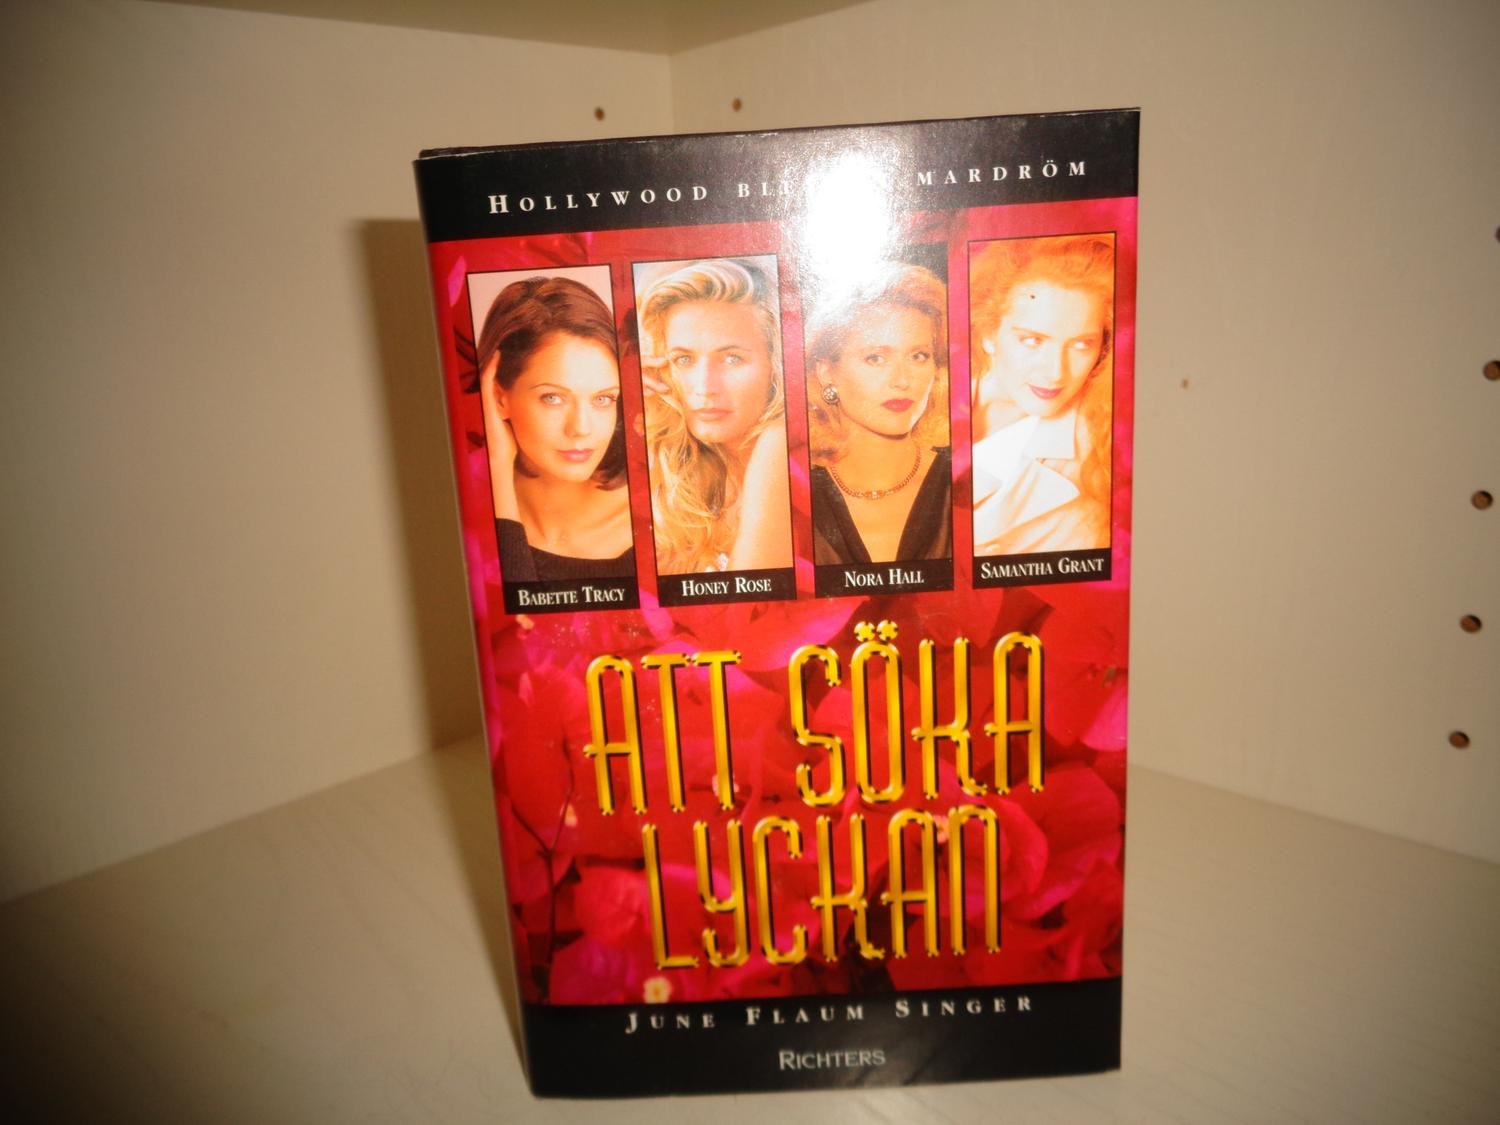 HOLLYWOOD MARDRÖM
BABETTE TRACY
HONEY ROSE
NORA HALL
SAMANTHA GRANT
ATT SÖKA
LYCKAN
JUNE FLAUM SINGER
RICHTERS